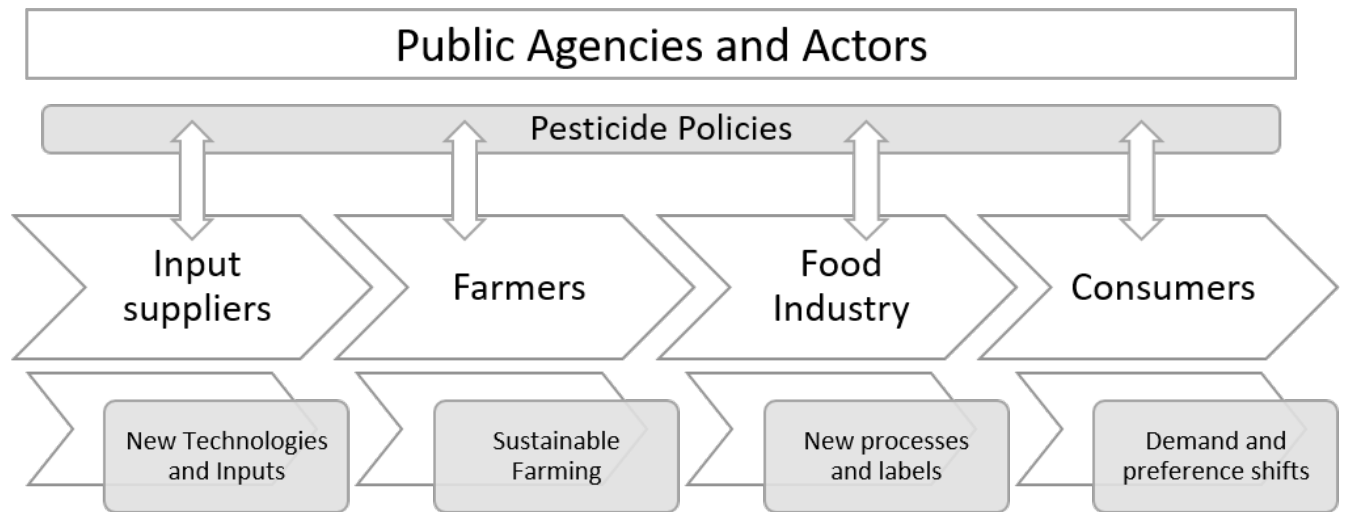 Public Agencies and Actors
Pesticide Policies
Input
suppliers
Farmers
Food
Industry
Consumers
New Technologies
and Inputs
Sustainable
Farming
New processes
and labels
Demand and
preference shifts